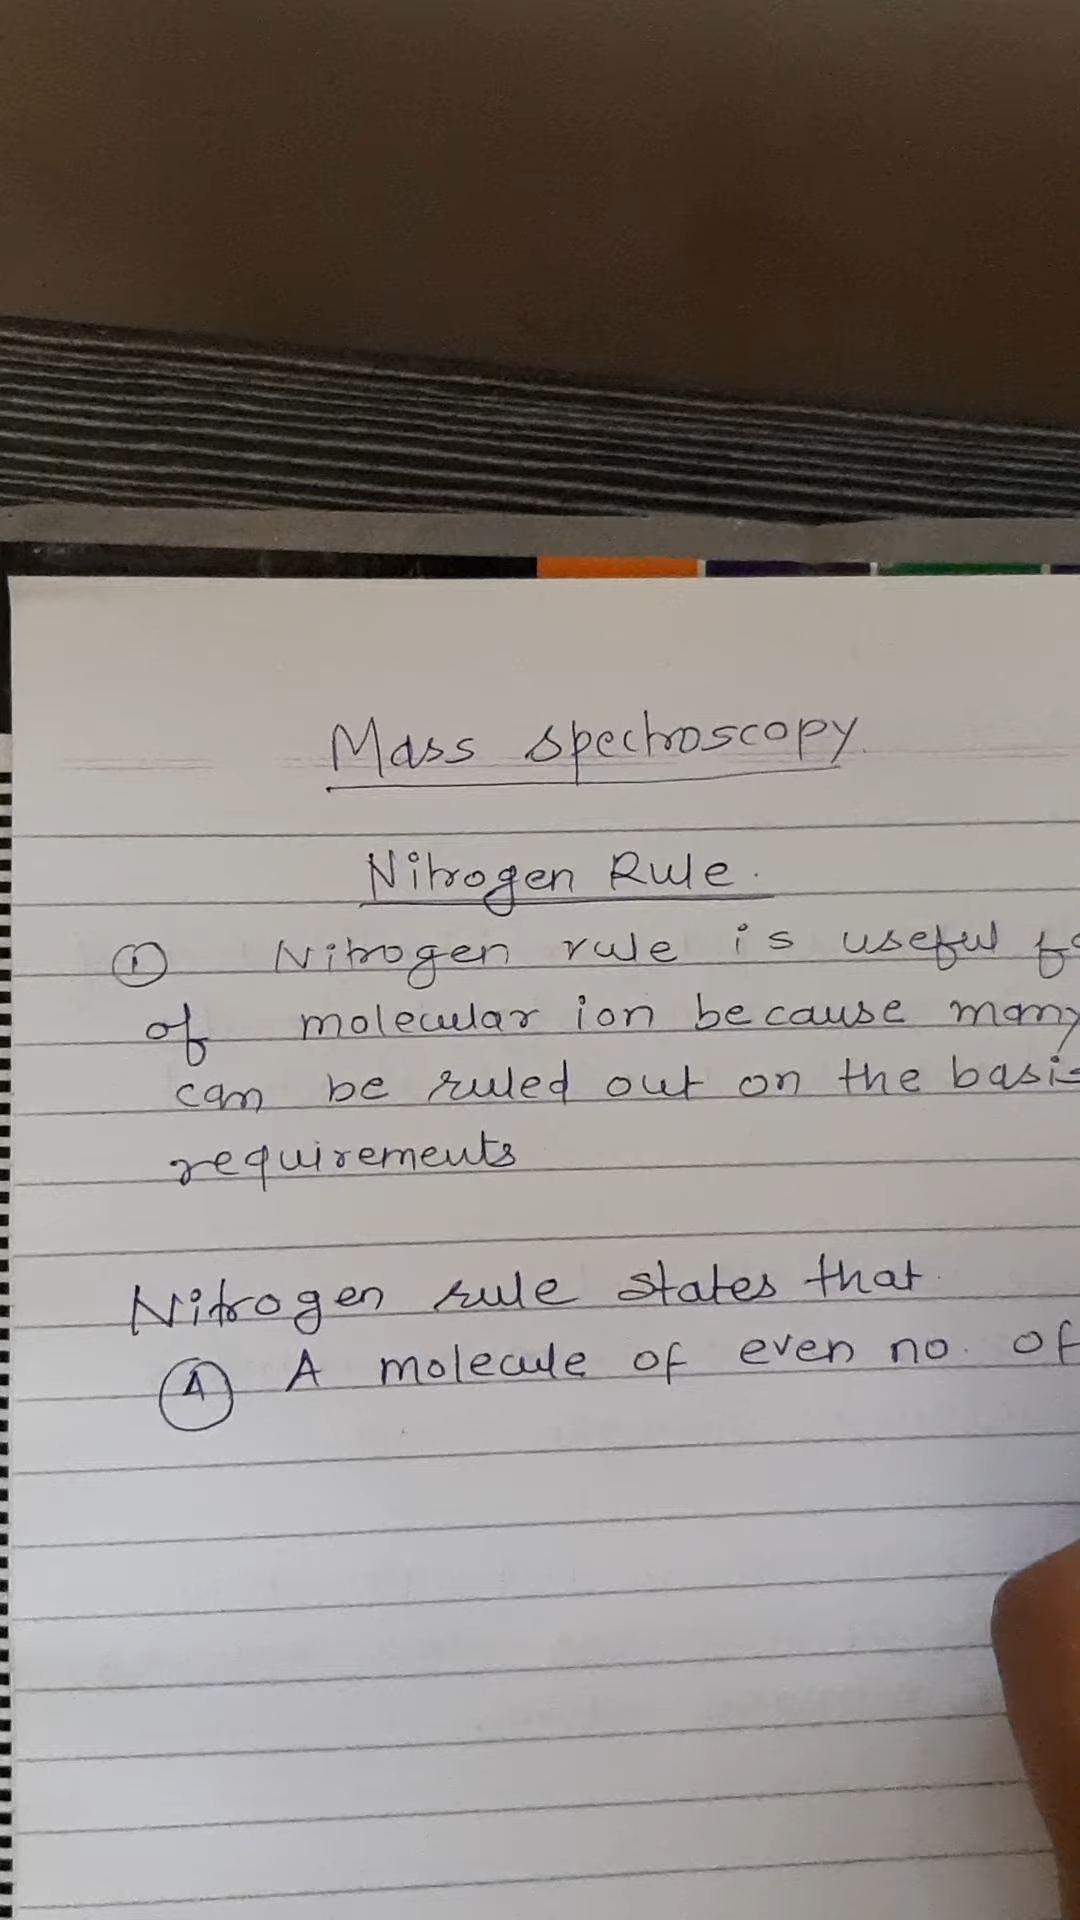 Mass spectroscopy.
Nitrogen Rule.
① Nitrogen rule is useful
of molecular ion because many
can be ruled out on the basis
requirements
Nitrogen rule states that.
Ⓐ A molecule of even no. of